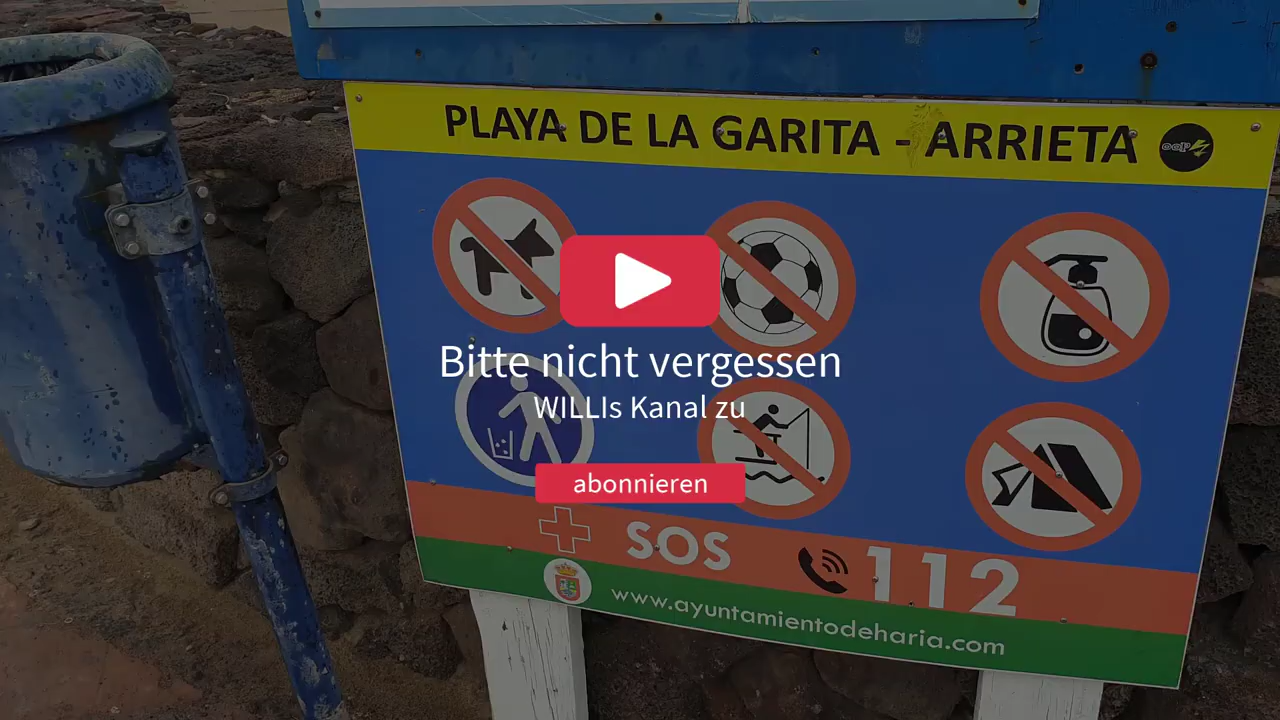 PLAYA DE LA GARITA - ARRIETA
Bitte nicht vergessen
WILLIs Kanal zu
abonnieren
SOS 112
www.ayuntamientodeharia.com